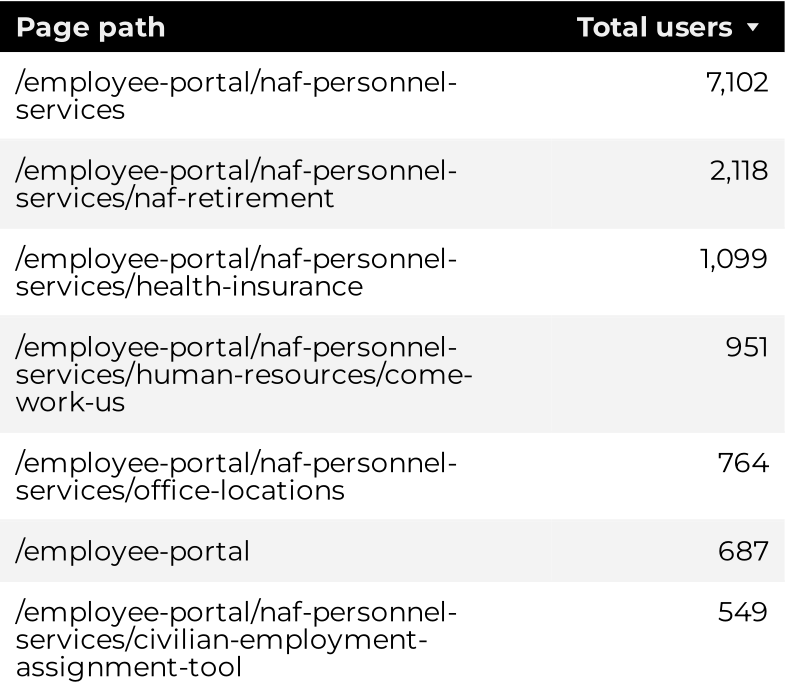 Page path Total users ▼
/employee-portal/naf-personnel- 7,102
services
/employee-portal/naf-personnel- 2,118
services/naf-retirement
/employee-portal/naf-personnel- 1,099
services/health-insurance
/employee-portal/naf-personnel- 951
services/human-resources/come-
work-us
/employee-portal/naf-personnel- 764
services/office-locations
/employee-portal 687
/employee-portal/naf-personnel- 549
services/civilian-employment-
assignment-tool